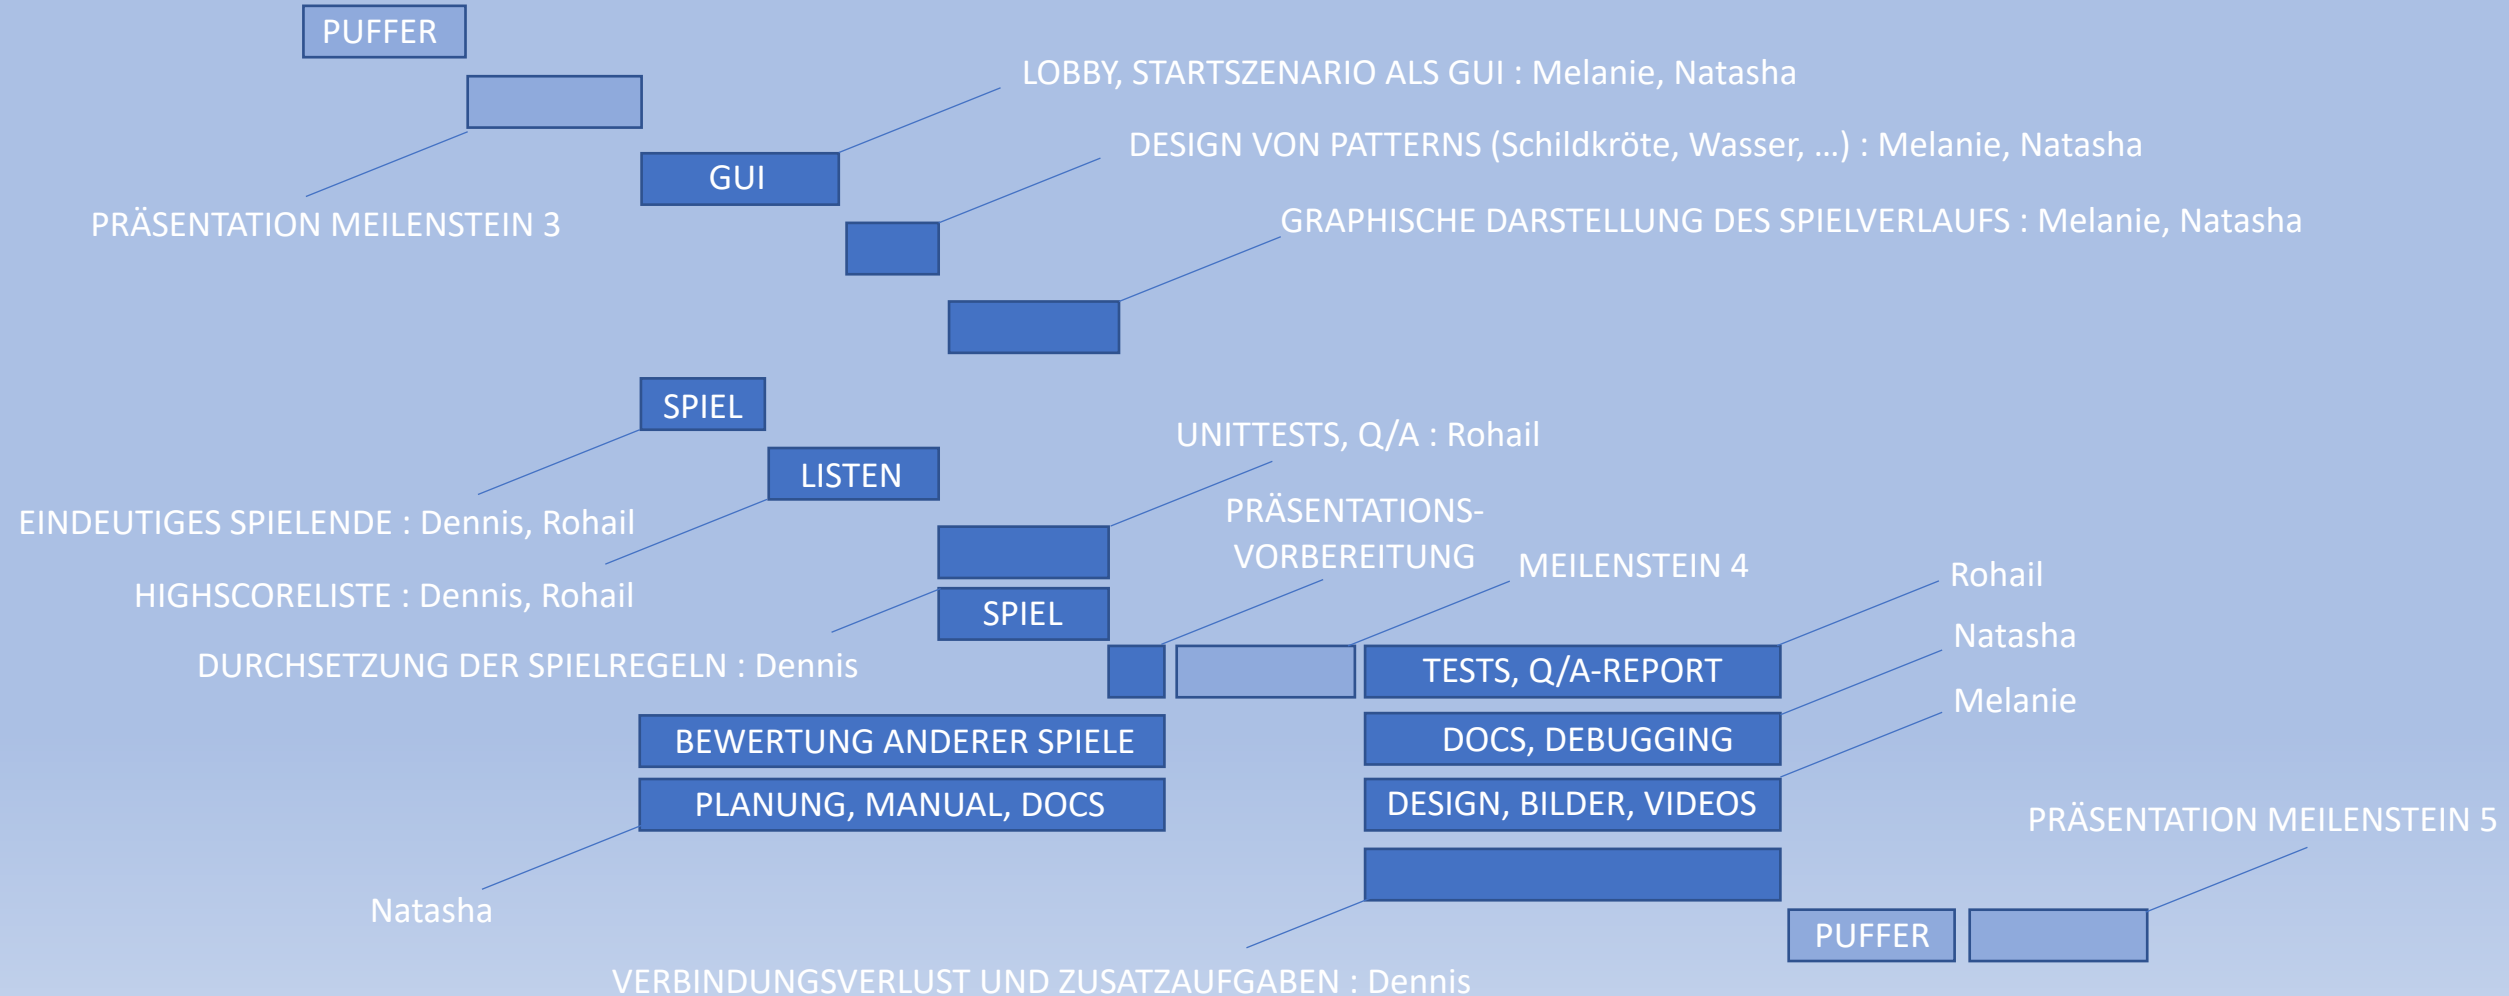 PUFFER
LOBBY, STARTSZENARIO ALS GUI : Melanie, Natasha
DESIGN VON PATTERNS (Schildkröte, Wasser, …) : Melanie, Natasha
GUI
PRÄSENTATION MEILENSTEIN 3
GRAPHISCHE DARSTELLUNG DES SPIELVERLAUFS : Melanie, Natasha
SPIEL
UNITTESTS, Q/A : Rohail
LISTEN
EINDEUTIGES SPIELENDE : Dennis, Rohail
PRÄSENTATIONS-
VORBEREITUNG
MEILENSTEIN 4
Rohail
HIGHSCORELISTE : Dennis, Rohail
SPIEL
Natasha
DURCHSETZUNG DER SPIELREGELN : Dennis
TESTS, Q/A-REPORT
Melanie
BEWERTUNG ANDERER SPIELE
DOCS, DEBUGGING
PLANUNG, MANUAL, DOCS
DESIGN, BILDER, VIDEOS
PRÄSENTATION MEILENSTEIN 5
Natasha
PUFFER
VERBINDUNGSVERLUST UND ZUSATZAUFGABEN : Dennis